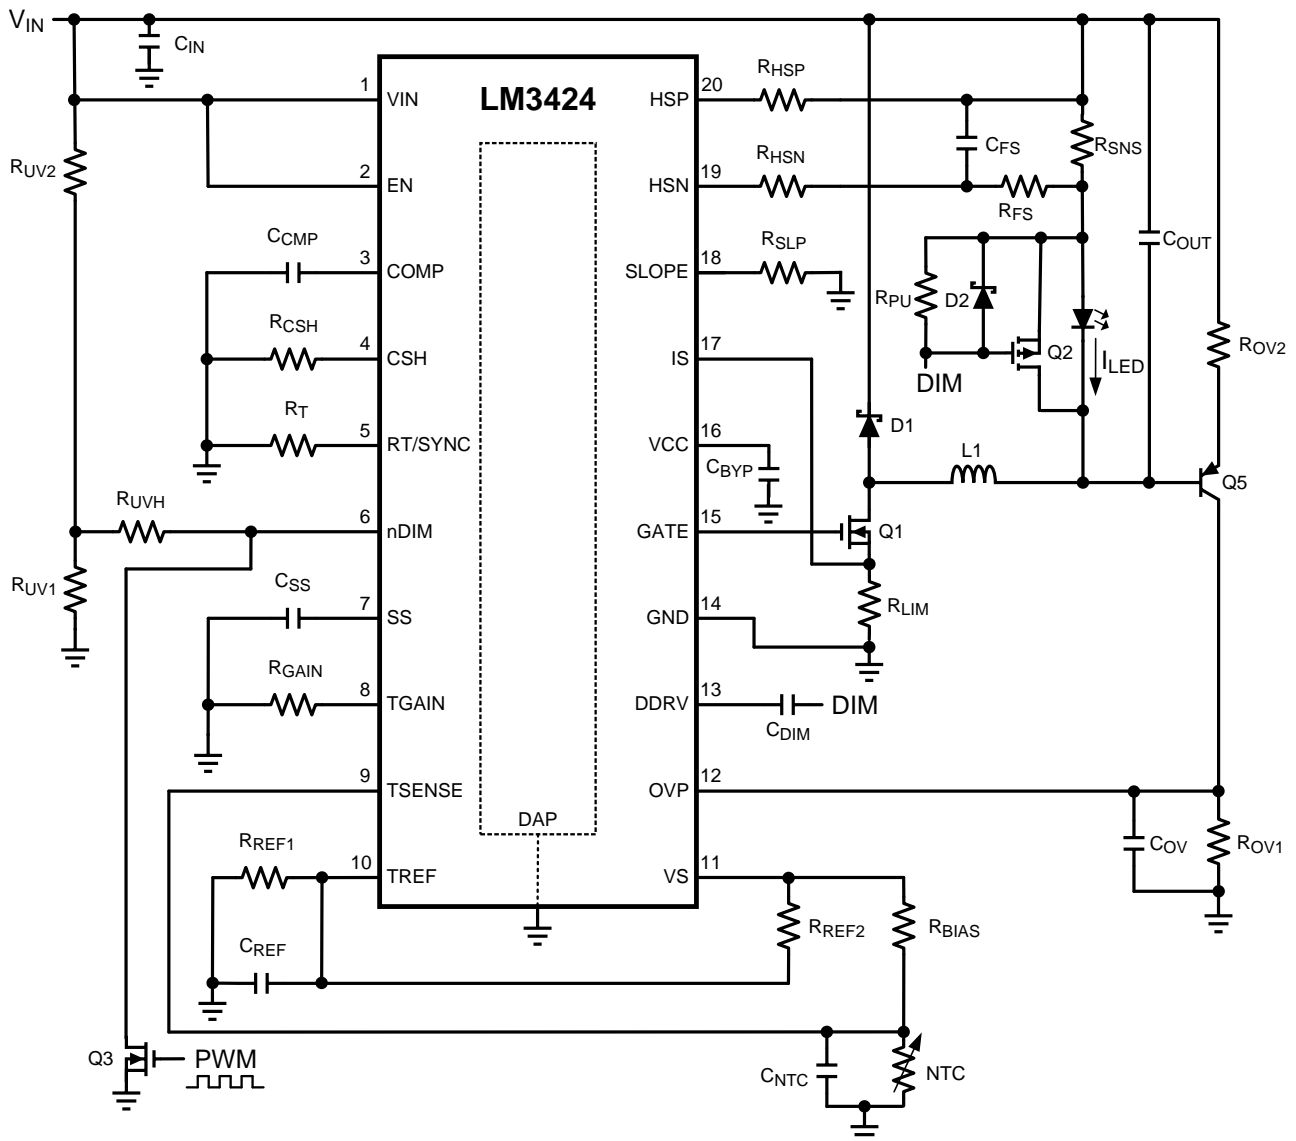 VIN
CIN
LM3424
1
VIN
20
HSP
RHSP
RUV2
2
EN
19
HSN
RHSN
CFS
RSNS
RFS
CCMP
3
COMP
18
SLOPE
RSLP
COUT
RCSH
4
CSH
17
IS
RPU
D2
Q2
DIM
ILED
ROV2
RT
5
RT/SYNC
16
VCC
CBYP
D1
L1
Q5
RUVH
6
nDIM
15
GATE
Q1
RUV1
CSS
7
SS
14
GND
RLIM
RGAIN
8
TGAIN
13
DDRV
CDIM
DIM
9
TSENSE
12
OVP
DAP
COV
ROV1
RREF1
10
TREF
11
VS
CREF
RREF2
RBIAS
Q3
PWM
CNTC
NTC